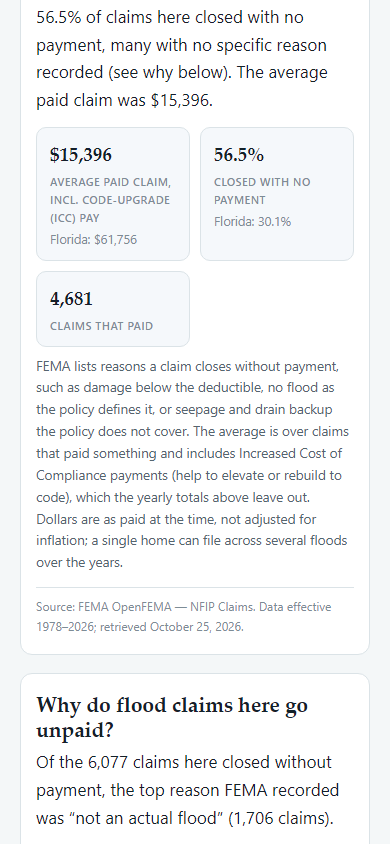 56.5% of claims here closed with no
payment, many with no specific reason
recorded (see why below). The average
paid claim was $15,396.
$15,396
AVERAGE PAID CLAIM,
INCL. CODE-UPGRADE
(ICC) PAY
Florida: $61,756
56.5%
CLOSED WITH NO
PAYMENT
Florida: 30.1%
4,681
CLAIMS THAT PAID
FEMA lists reasons a claim closes without payment,
such as damage below the deductible, no flood as
the policy defines it, or seepage and drain backup
the policy does not cover. The average is over claims
that paid something and includes Increased Cost of
Compliance payments (help to elevate or rebuild to
code), which the yearly totals above leave out.
Dollars are as paid at the time, not adjusted for
inflation; a single home can file across several floods
over the years.
Source: FEMA OpenFEMA — NFIP Claims. Data effective
1978–2026; retrieved October 25, 2026.
Why do flood claims here go
unpaid?
Of the 6,077 claims here closed without
payment, the top reason FEMA recorded
was “not an actual flood” (1,706 claims).